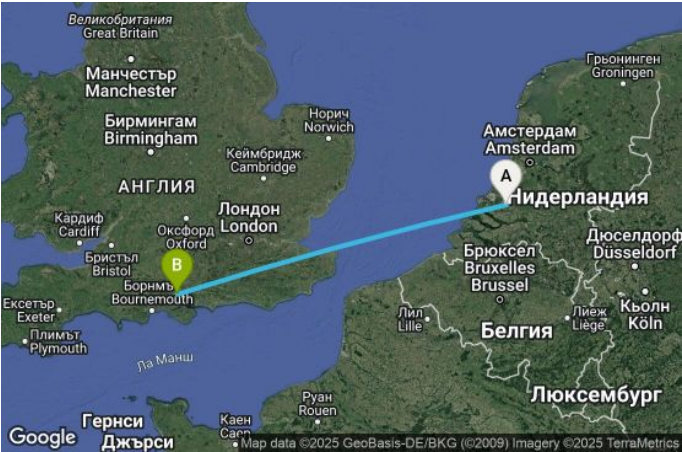 Великобритания
Great Britain
Манчестър
Manchester
Грьонинген
Groningen
Норич
Norwich
Бирмингам
Birmingham
Амстердам
Amsterdam
Кеймбридж
Cambridge
АНГЛИЯ
A
Нидерландия
Кардиф
Cardiff
Оксфорд
Oxford
Лондон
London
Бристъл
Bristol
B
Брюксел
Bruxelles
Brussel
Дюселдорф
Düsseldorf
Борнмъ
Bournemouth
Ексетър
Exeter
Плимът
Plymouth
Лил
Lille
Лиеж
Liège
Кьолн
Köln
Белгия
Ла Манш
Люксембург
Руан
Rouen
Гернси
Джърси
Каен
Caen
Google
Map data ©2025 GeoBasis-DE/BKG (©2009) Imagery ©2025 TerraMetrics